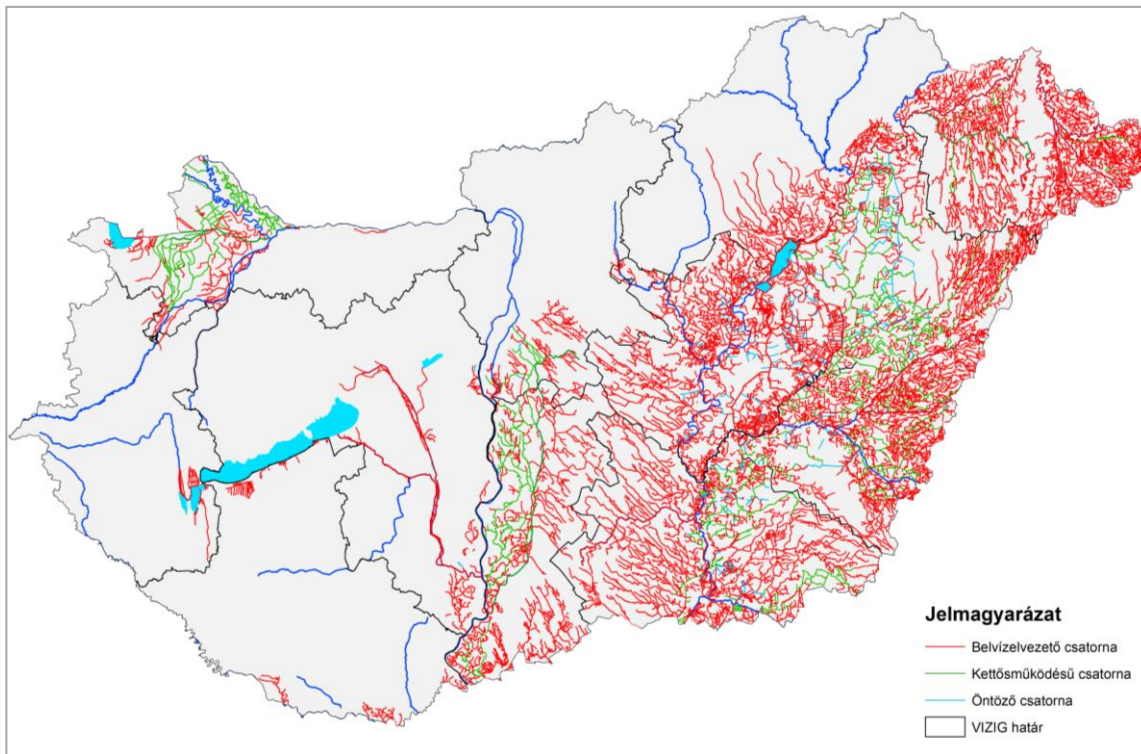 Jelmagyarázat
Belvízelvezető csatorna
Kettősműködésű csatorna
Öntöző csatorna
VIZIG határ